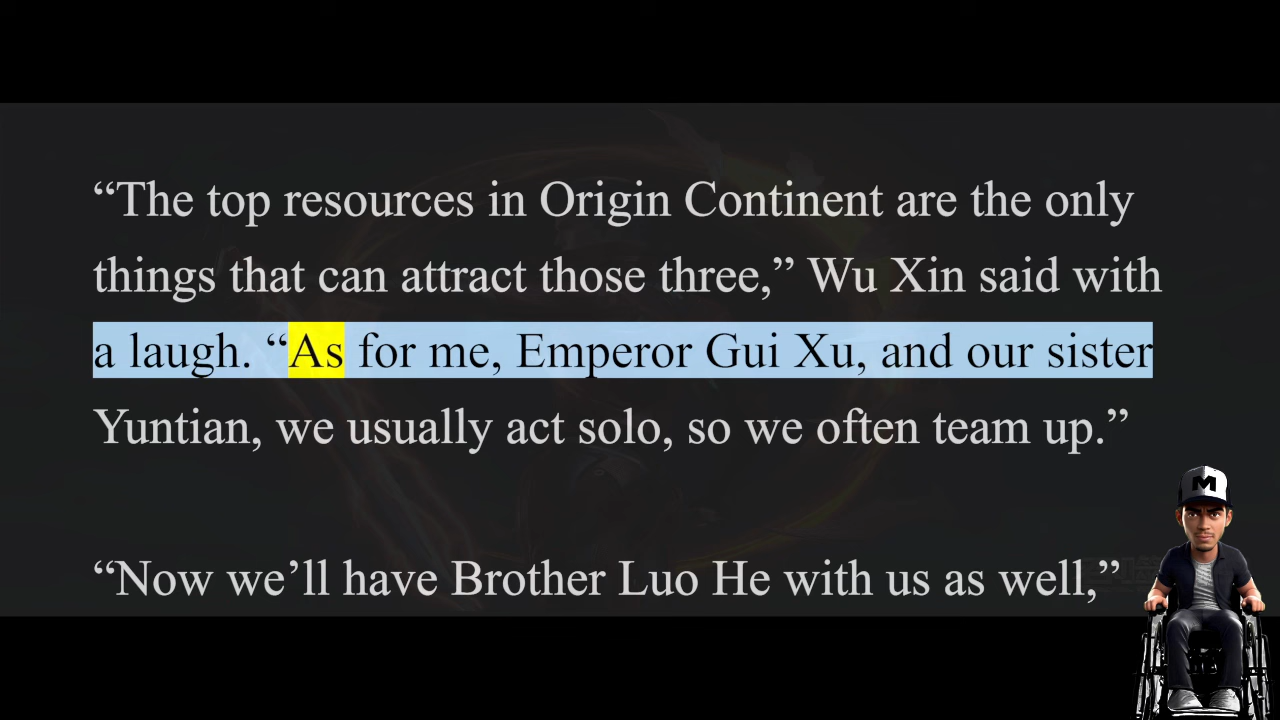 “The top resources in Origin Continent are the only
things that can attract those three,” Wu Xin said with
a laugh. “As for me, Emperor Gui Xu, and our sister
Yuntian, we usually act solo, so we often team up.”
“Now we’ll have Brother Luo He with us as well,”
M